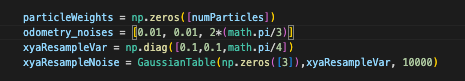 particleWeights = np.zeros([numParticles])
odometry_noises = [0.01, 0.01, 2*(math.pi/3)]
xyaResampleVar = np.diag([0.1,0.1,math.pi/4])
xyaResampleNoise = GaussianTable(np.zeros([3]),xyaResampleVar, 10000)